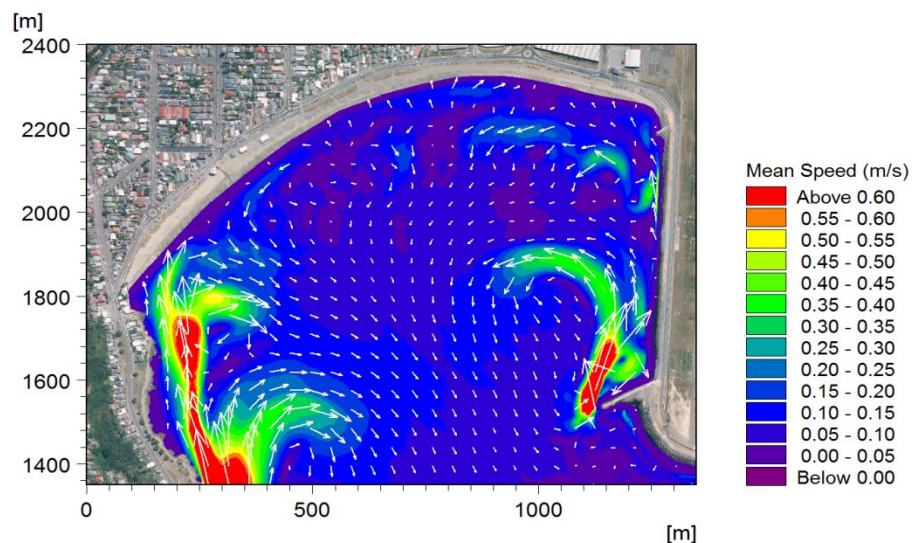 [m]
2400
2200
2000
1800
1600
1400
0
500
1000
[m]
Mean Speed (m/s)
Above 0.60
0.55 - 0.60
0.50 - 0.55
0.45 - 0.50
0.40 - 0.45
0.35 - 0.40
0.30 - 0.35
0.25 - 0.30
0.20 - 0.25
0.15 - 0.20
0.10 - 0.15
0.05 - 0.10
0.00 - 0.05
Below 0.00